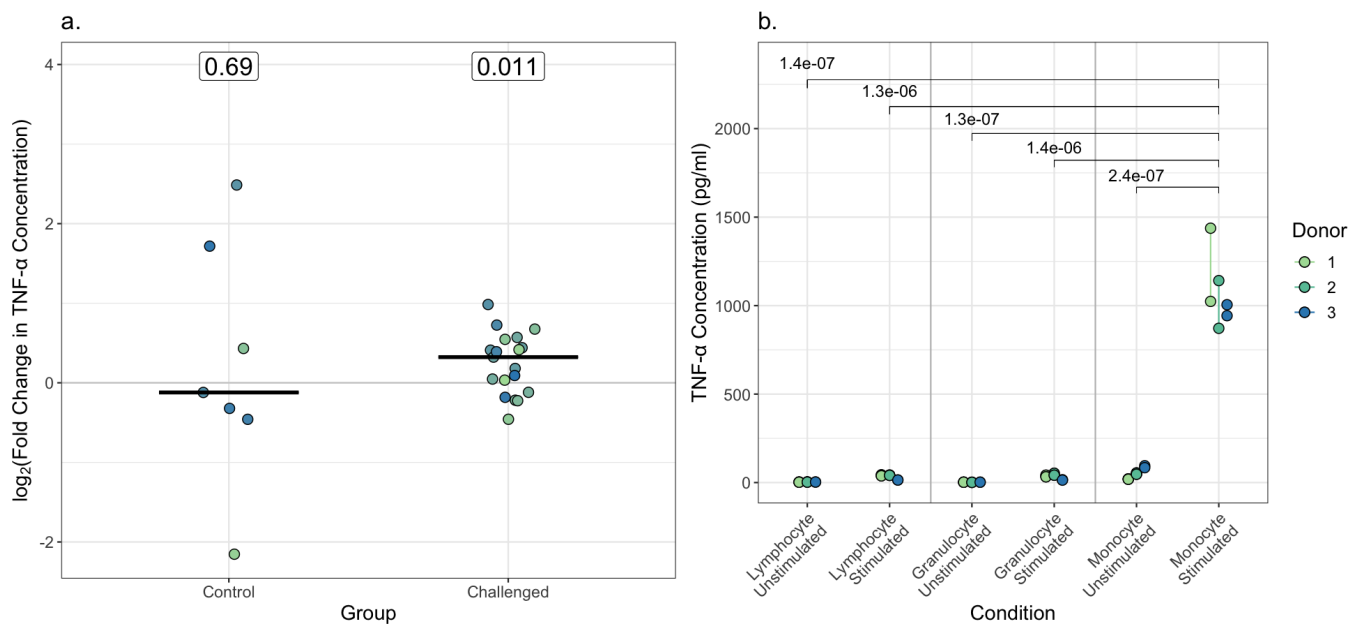 a.
log2(Fold Change in TNF-α Concentration)
4
2
0
-2
0.69
0.011
Control
Challenged
Group
b.
TNF-α Concentration (pg/ml)
2000
1500
1000
500
0
1.4e-07
1.3e-06
1.3e-07
1.4e-06
2.4e-07
Lymphocyte
Unstimulated
Lymphocyte
Stimulated
Granulocyte
Unstimulated
Granulocyte
Stimulated
Monocyte
Unstimulated
Monocyte
Stimulated
Condition
Donor
1
2
3